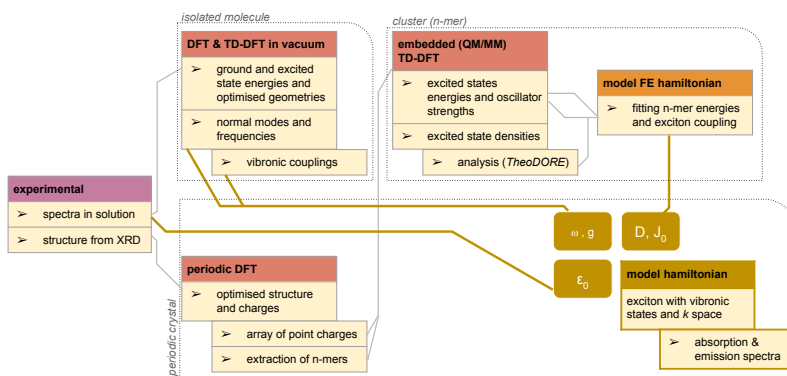 isolated molecule
DFT & TD-DFT in vacuum
➢ ground and excited
state energies and
optimised geometries
➢ normal modes and
frequencies
➢ vibronic couplings
cluster (n-mer)
embedded (QM/MM)
TD-DFT
➢ excited states
energies and oscillator
strengths
➢ excited state densities
➢ analysis (TheoDORE)
model FE hamiltonian
➢ fitting n-mer energies
and exciton coupling
experimental
➢ spectra in solution
➢ structure from XRD
periodic crystal
periodic DFT
➢ optimised structure
and charges
➢ array of point charges
➢ extraction of n-mers
ω , g
D, J₀
ε₀
model hamiltonian
exciton with vibronic
states and k space
➢ absorption &
emission spectra